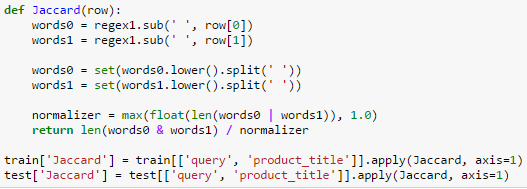 def Jaccard(row):
    words0 = regex1.sub(' ', row[0])
    words1 = regex1.sub(' ', row[1])

    words0 = set(words0.lower().split(' '))
    words1 = set(words1.lower().split(' '))

    normalizer = max(float(len(words0 | words1)), 1.0)
    return len(words0 & words1) / normalizer

train['Jaccard'] = train[['query', 'product_title']].apply(Jaccard, axis=1)
test['Jaccard'] = test[['query', 'product_title']].apply(Jaccard, axis=1)